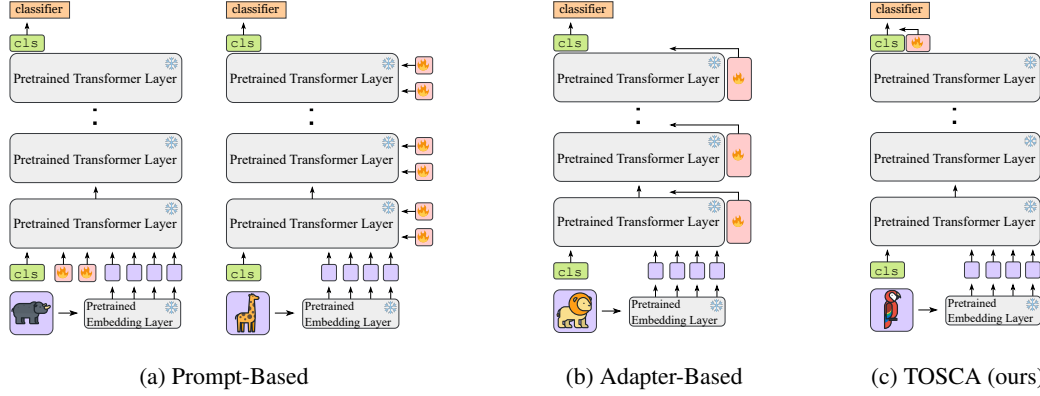 classifier
cls
Pretrained Transformer Layer
Pretrained Transformer Layer
Pretrained Transformer Layer
cls
Pretrained
Embedding Layer
classifier
cls
Pretrained Transformer Layer
Pretrained Transformer Layer
Pretrained Transformer Layer
cls
Pretrained
Embedding Layer
(a) Prompt-Based
classifier
cls
Pretrained Transformer Layer
Pretrained Transformer Layer
Pretrained Transformer Layer
cls
Pretrained
Embedding Layer
(b) Adapter-Based
classifier
cls
Pretrained Transformer Layer
Pretrained Transformer Layer
Pretrained Transformer Layer
cls
Pretrained
Embedding Layer
(c) TOSCA (ours)